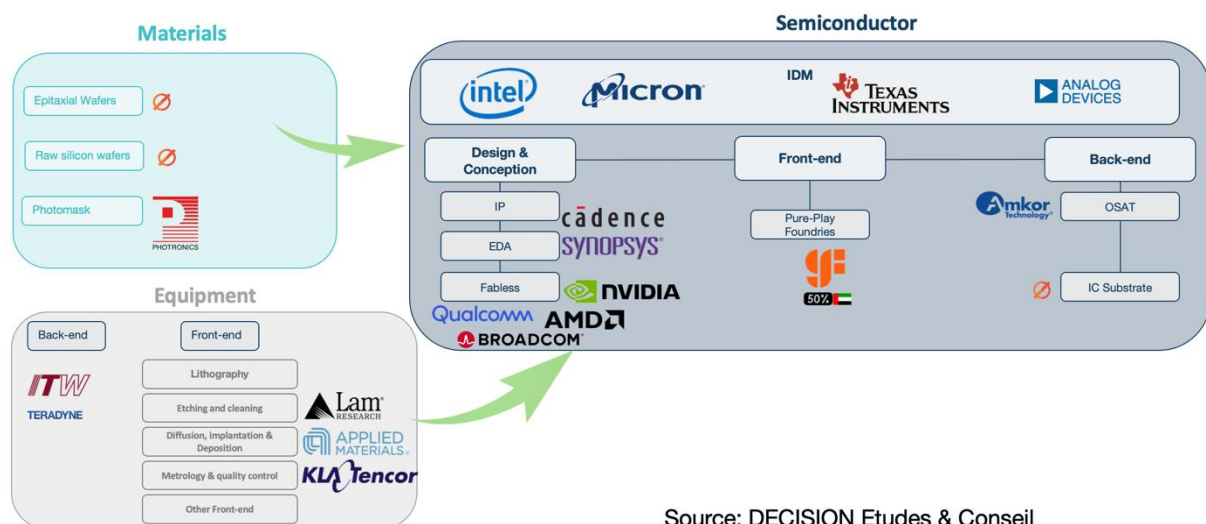 Materials
Epitaxial Wafers
Raw silicon wafers
Photomask
PHOTRONICS
Equipment
Back-end
Front-end
ITW
TERADYNE
Lithography
Etching and cleaning
Lam®
RESEARCH
Diffusion, implantation &
Deposition
APPLIED
MATERIALS®
Metrology & quality control
KLA Tencor
Other Front-end
Semiconductor
IDM
intel®
Micron®
TEXAS
INSTRUMENTS
ANALOG
DEVICES
Design &
Conception
Front-end
Back-end
IP
EDA
Fabless
cādence
SYNOPSYS®
NVIDIA
Qualcomm
AMD
BROADCOM®
Pure-Play
Foundries
GF
50%
Amkor
Technology®
OSAT
IC Substrate
Source: DECISION Etudes & Conseil